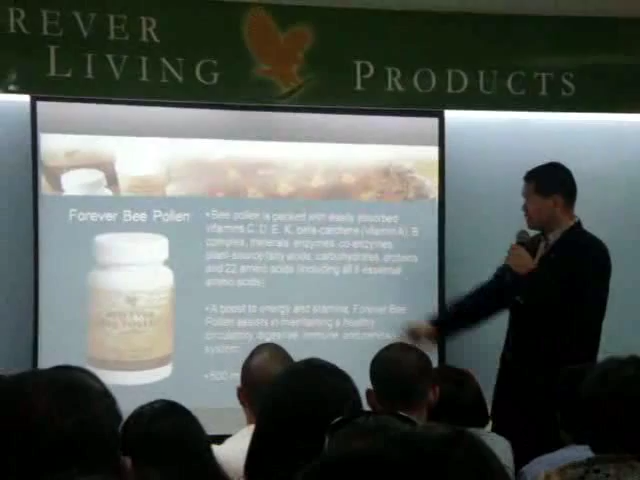 REVER
LIVING PRODUCTS
Forever Bee Pollen
•Bee pollen is packed with easily absorbed
vitamins C, D, E, K, beta-carotene (vitamin A), B
complex, minerals, enzymes, co-enzymes,
plant-source fatty acids, carbohydrates, proteins
and 22 amino acids (including all 8 essential
amino acids)
•A boost to energy and stamina, Forever Bee
Pollen assists in maintaining a healthy
circulatory, digestive, immune and
system